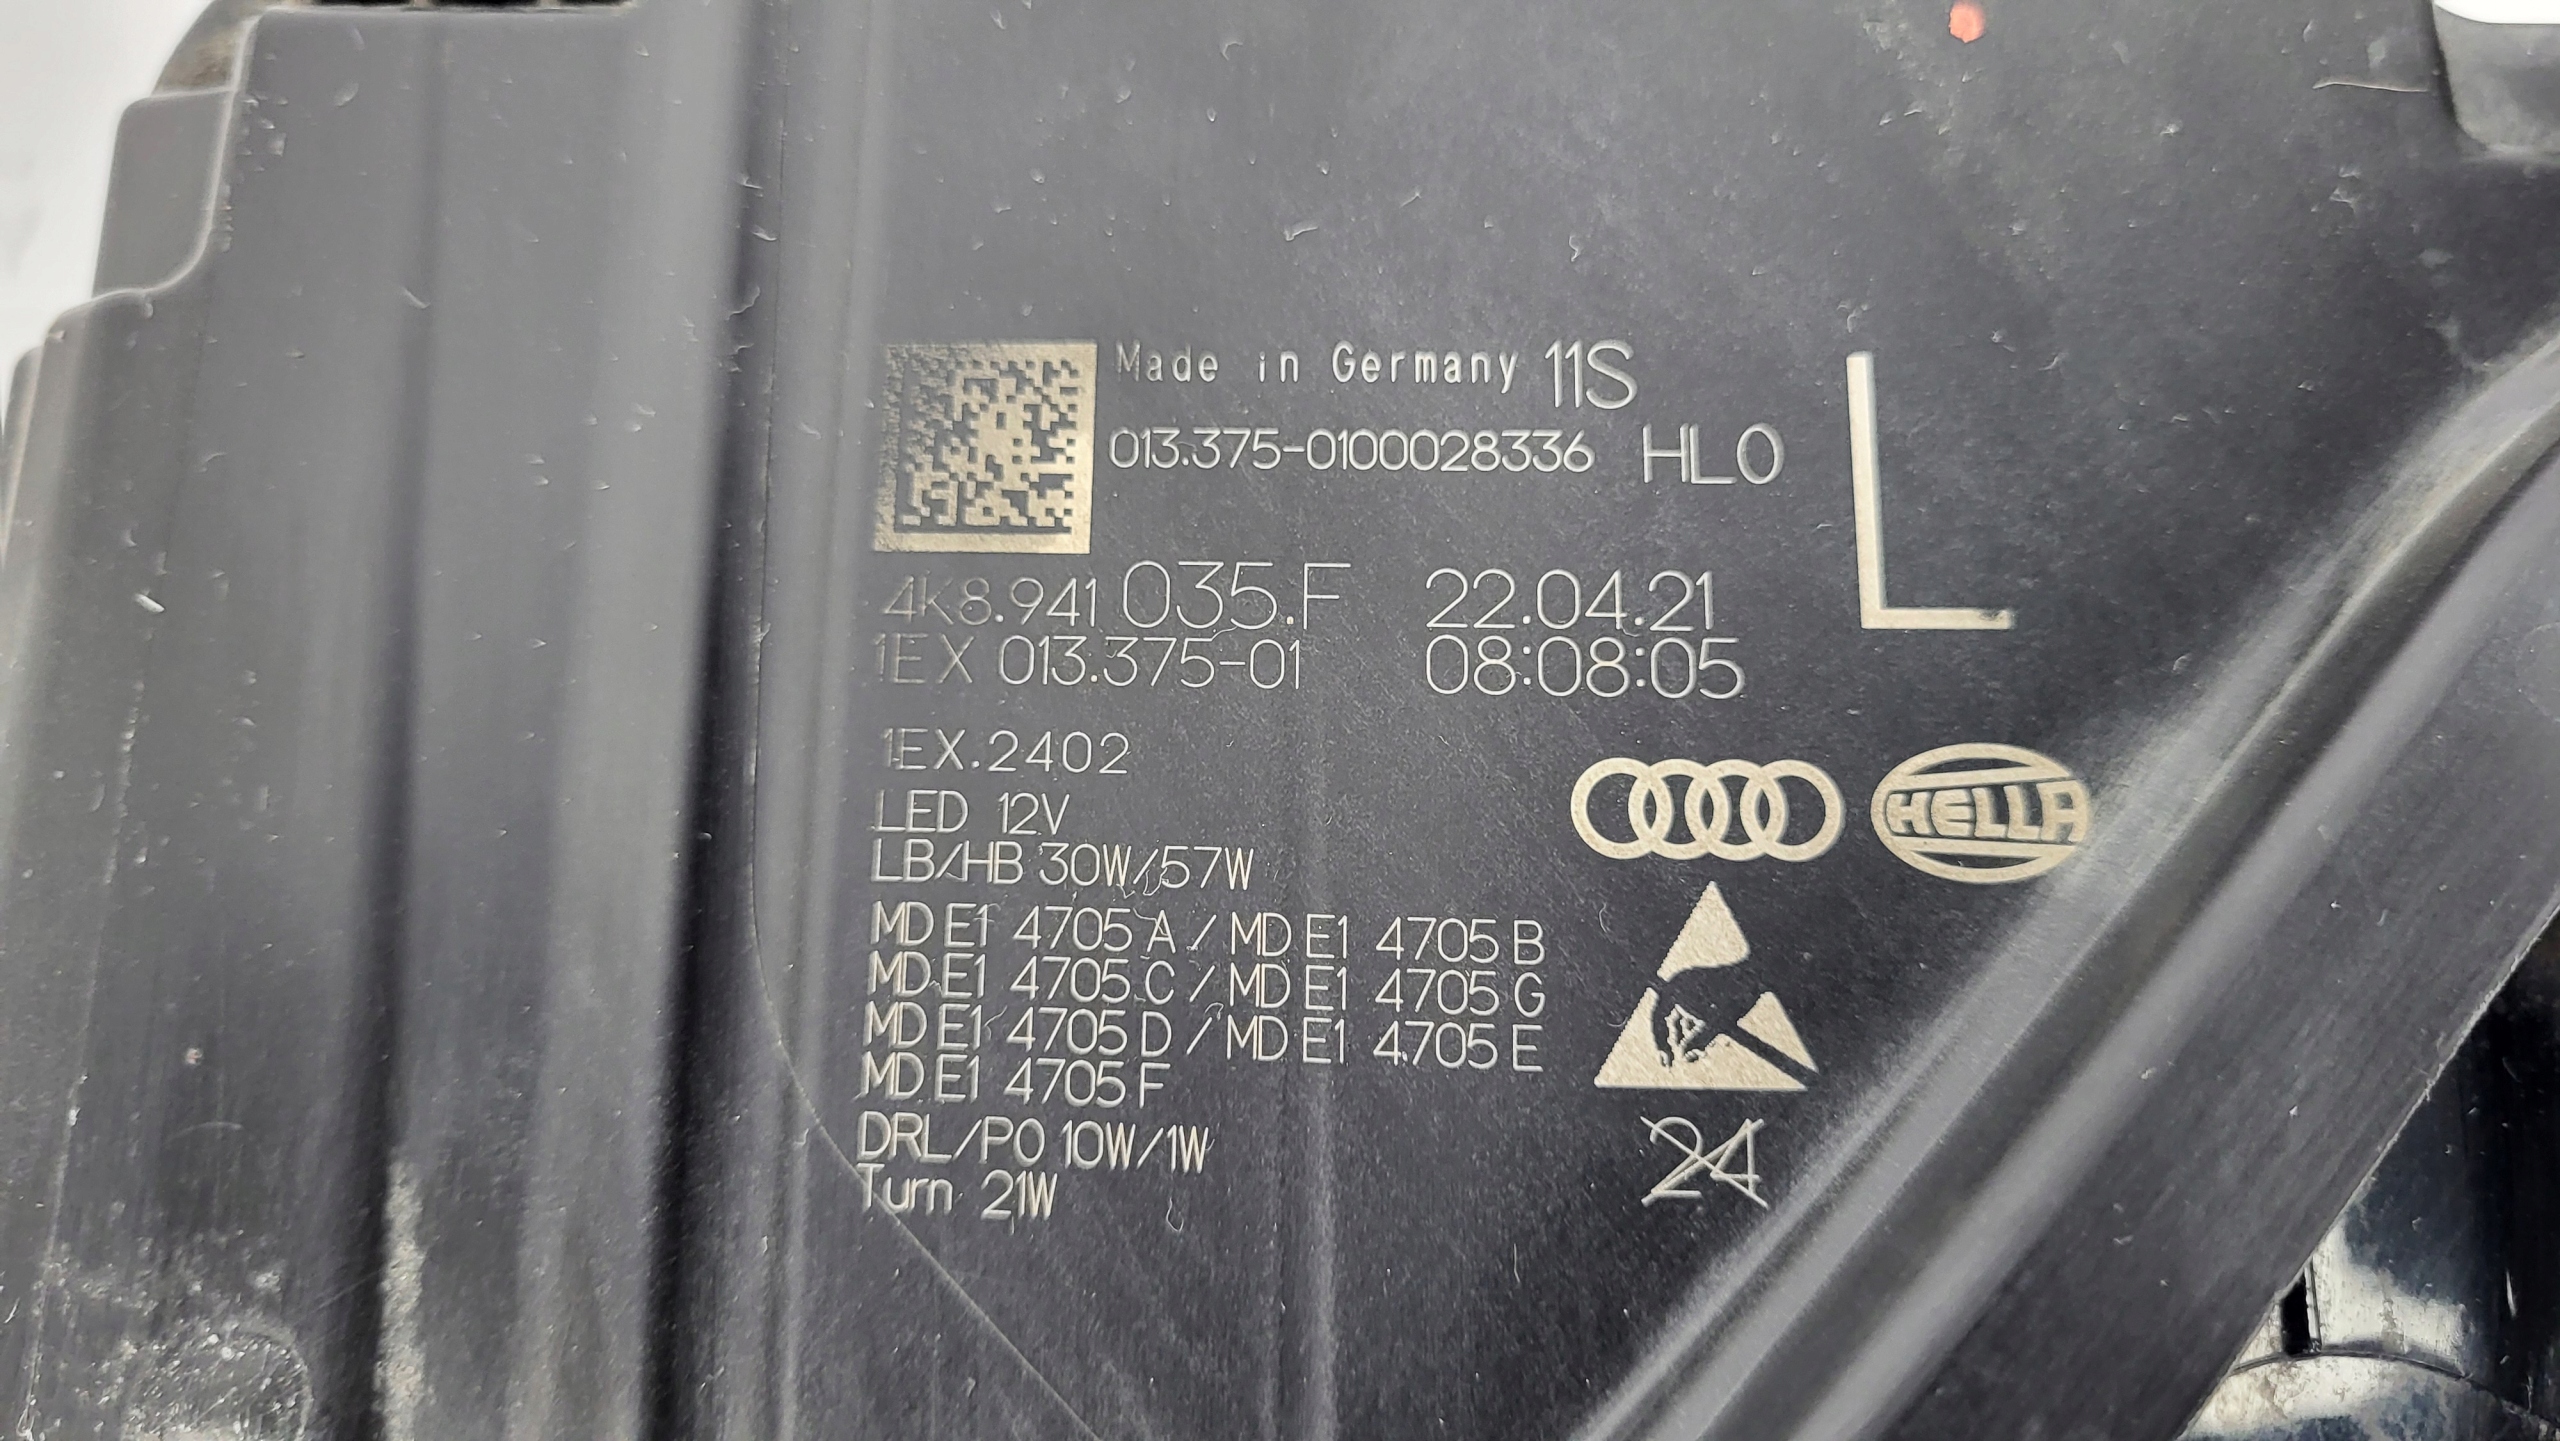 Made in Germany 11S
013.375-0100028336 HL0
L
4K8.941 035.F 22.04.21
1EX 013.375-01 08:08:05
1EX.2402
LED 12V
LB/HB 30W/57W
HELLA
MD E1 4705 A / MD E1 4705 B
MD E1 4705 C / MD E1 4705 G
MD E1 4705 D / MD E1 4705 E
MD E1 4705 F
DRL/PO 10W/1W
Turn 21W
24